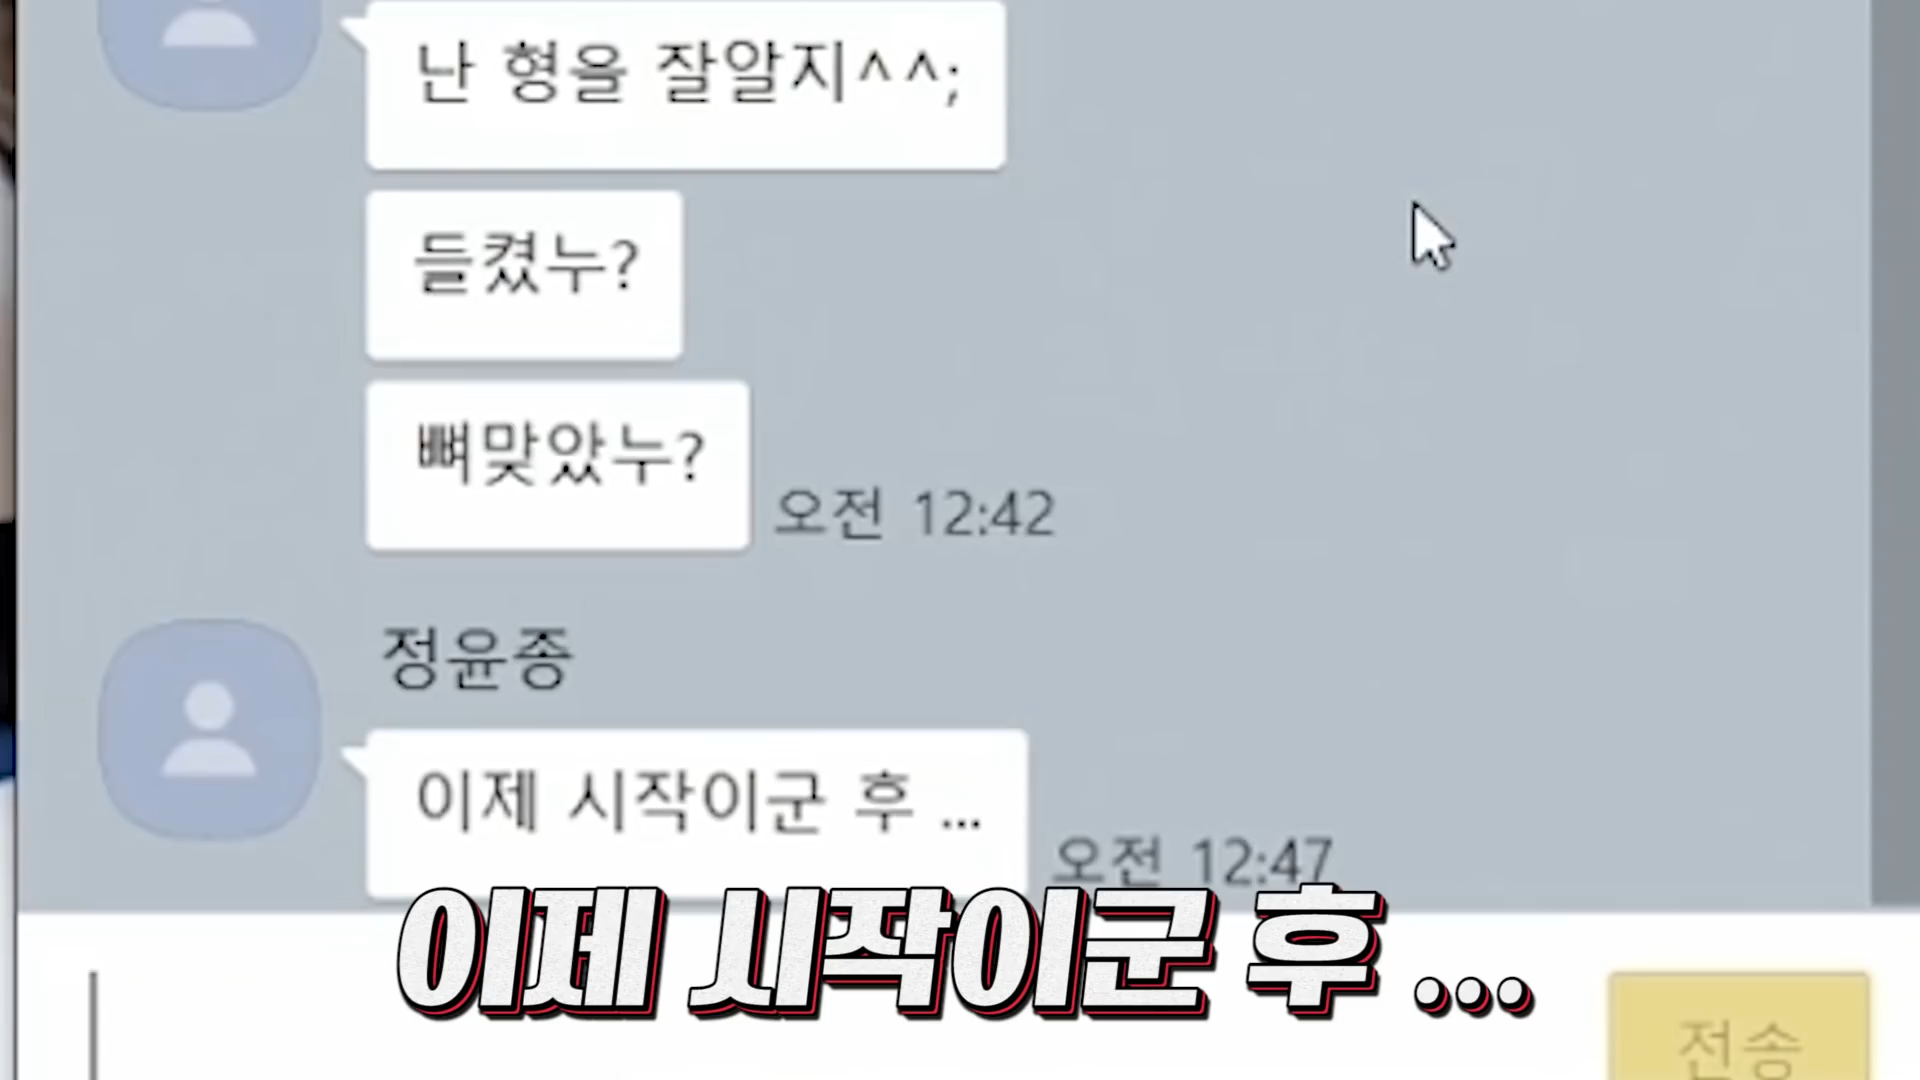 난 형을 잘알지^^;
들켰누?
뼈맞았누?
오전 12:42
정윤종
이제 시작이군 후 ...
오전 12:47
이제 시작이군 후 ...
전송